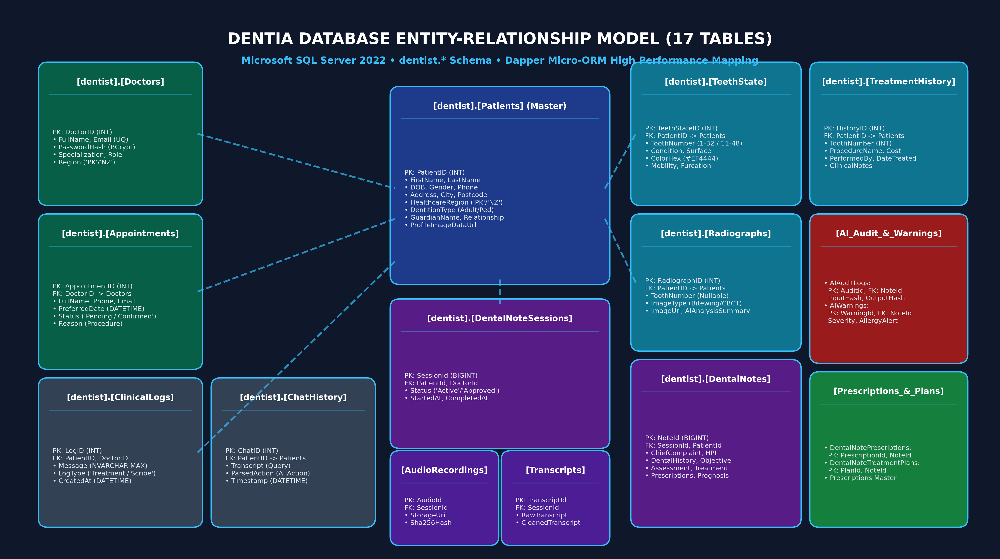 DENTIA DATABASE ENTITY-RELATIONSHIP MODEL (17 TABLES)
Microsoft SQL Server 2022 • dentist.* Schema • Dapper Micro-ORM High Performance Mapping
[dentist].[Doctors]
PK: DoctorID (INT)
• FullName, Email (UQ)
• PasswordHash (BCrypt)
• Specialization, Role
• Region ('PK'/'NZ')
[dentist].[Patients] (Master)
PK: PatientID (INT)
• FirstName, LastName
• DOB, Gender, Phone
• Address, City, Postcode
• HealthcareRegion ('PK'/'NZ')
• DentitionType (Adult/Ped)
• GuardianName, Relationship
• ProfileImageDataUrl
[dentist].[TeethState]
PK: TeethStateID (INT)
FK: PatientID -> Patients
• ToothNumber (1-32 / 11-48)
• Condition, Surface
• ColorHex (#EF4444)
• Mobility, Furcation
[dentist].[TreatmentHistory]
PK: HistoryID (INT)
FK: PatientID -> Patients
• ToothNumber (INT)
• ProcedureName, Cost
• PerformedBy, DateTreated
• ClinicalNotes
[dentist].[Appointments]
PK: AppointmentID (INT)
FK: DoctorID -> Doctors
• FullName, Phone, Email
• PreferredDate (DATETIME)
• Status ('Pending'/'Confirmed')
• Reason (Procedure)
[dentist].[Radiographs]
PK: RadiographID (INT)
FK: PatientID -> Patients
• ToothNumber (Nullable)
• ImageType (Bitewing/CBCT)
• ImageUri, AIAnalysisSummary
[AI_Audit_&_Warnings]
• AIAuditLogs:
PK: AuditId, FK: NoteId
InputHash, OutputHash
• AIWarnings:
PK: WarningId, FK: NoteId
Severity, AllergyAlert
[dentist].[DentalNoteSessions]
PK: SessionId (BIGINT)
FK: PatientId, DoctorId
• Status ('Active'/'Approved')
• StartedAt, CompletedAt
[dentist].[ClinicalLogs]
PK: LogID (INT)
FK: PatientID, DoctorID
• Message (NVARCHAR MAX)
• LogType ('Treatment'/'Scribe')
• CreatedAt (DATETIME)
[dentist].[ChatHistory]
PK: ChatID (INT)
FK: PatientID -> Patients
• Transcript (Query)
• ParsedAction (AI Action)
• Timestamp (DATETIME)
[AudioRecordings]
PK: AudioId
FK: SessionId
• StorageUri
• Sha256Hash
[Transcripts]
PK: TranscriptId
FK: SessionId
• RawTranscript
• CleanedTranscript
[dentist].[DentalNotes]
PK: NoteId (BIGINT)
FK: SessionId, PatientId
• ChiefComplaint, HPI
• DentalHistory, Objective
• Assessment, Treatment
• Prescriptions, Prognosis
[Prescriptions_&_Plans]
• DentalNotePrescriptions:
PK: PrescriptionId, NoteId
• DentalNoteTreatmentPlans:
PK: PlanId, NoteId
• Prescriptions Master